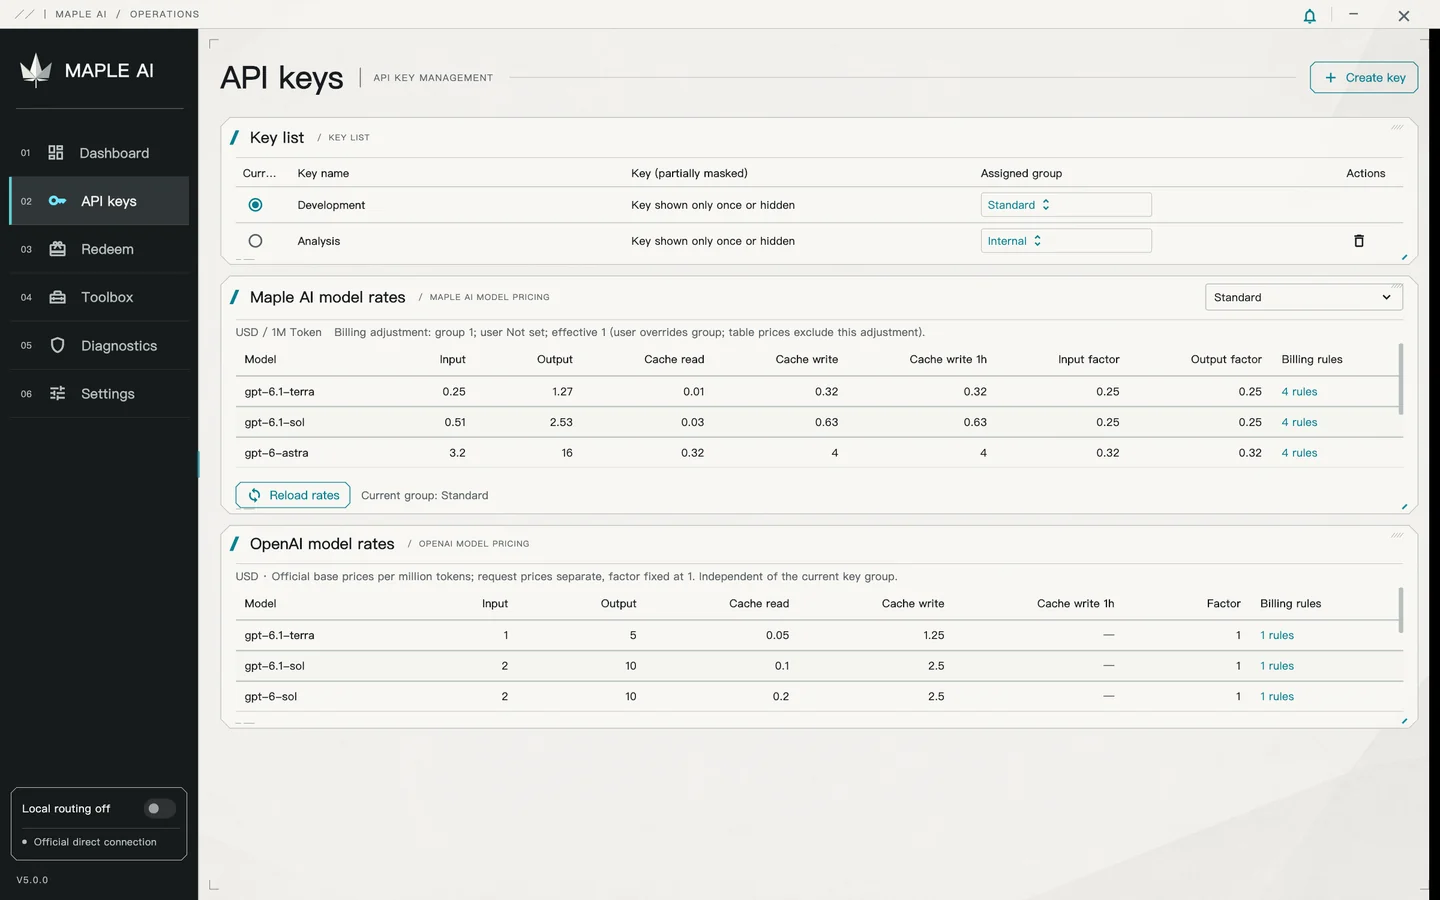 MAPLE AI / OPERATIONS
MAPLE AI
01 Dashboard
02 API keys
03 Redeem
04 Toolbox
05 Diagnostics
06 Settings
Local routing off
Official direct connection
V5.0.0
API keys | API KEY MANAGEMENT
+ Create key
Key list / KEY LIST
Curr... Key name Key (partially masked) Assigned group Actions
Development Key shown only once or hidden Standard
Analysis Key shown only once or hidden Internal
Maple AI model rates / MAPLE AI MODEL PRICING
Standard
USD / 1M Token Billing adjustment: group 1; user Not set; effective 1 (user overrides group; table prices exclude this adjustment).
Model Input Output Cache read Cache write Cache write 1h Input factor Output factor Billing rules
gpt-6.1-terra 0.25 1.27 0.01 0.32 0.32 0.25 0.25 4 rules
gpt-6.1-sol 0.51 2.53 0.03 0.63 0.63 0.25 0.25 4 rules
gpt-6-astra 3.2 16 0.32 4 4 0.32 0.32 4 rules
Reload rates Current group: Standard
OpenAI model rates / OPENAI MODEL PRICING
USD · Official base prices per million tokens; request prices separate, factor fixed at 1. Independent of the current key group.
Model Input Output Cache read Cache write Cache write 1h Factor Billing rules
gpt-6.1-terra 1 5 0.05 1.25 — 1 1 rules
gpt-6.1-sol 2 10 0.1 2.5 — 1 1 rules
gpt-6-sol 2 10 0.2 2.5 — 1 1 rules